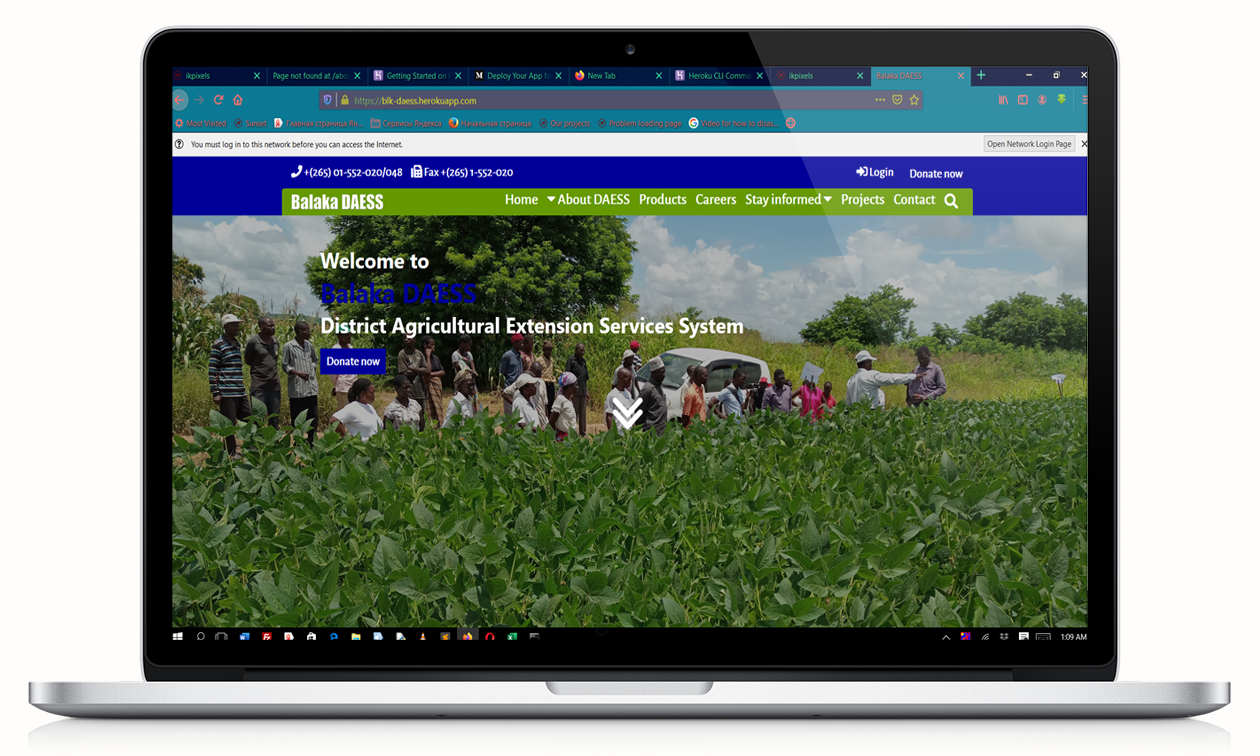 ikpixels Page not found at /abo Getting Started on Deploy Your App fo New Tab Heroku CLI Comma ikpixels Balaka DAESS
https://blk-daess.herokuapp.com
Most Visited Sunset Главная страница Ян... Сервисы Яндекса Начальная страница Our projects Problem loading page Video for how to disas...
You must log in to this network before you can access the Internet. Open Network Login Page
+(265) 01-552-020/048 Fax +(265) 1-552-020 Login Donate now
Balaka DAESS Home About DAESS Products Careers Stay informed Projects Contact
Welcome to
Balaka DAESS
District Agricultural Extension Services System
Donate now
1:09 AM